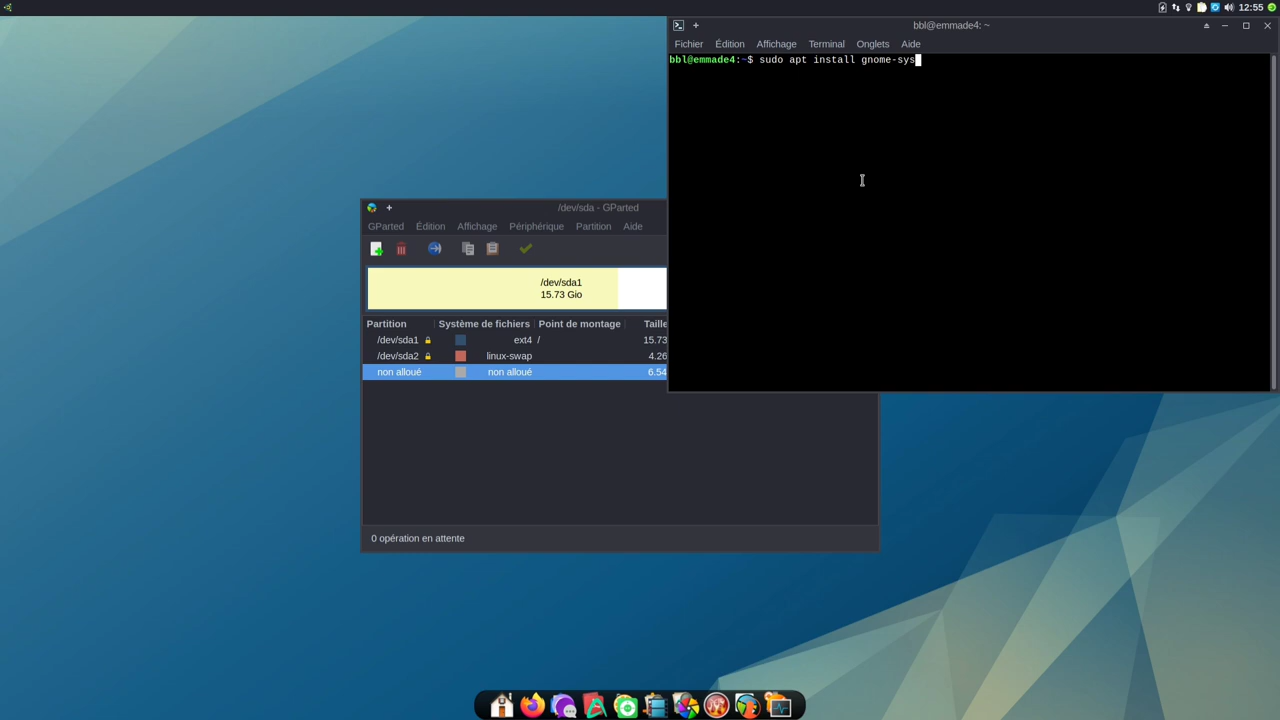 12:55
bbl@emmade4: ~
Fichier Édition Affichage Terminal Onglets Aide
bbl@emmade4:~$ sudo apt install gnome-sys
/dev/sda - GParted
GParted Édition Affichage Périphérique Partition Aide
/dev/sda1
15.73 Gio
Partition Système de fichiers Point de montage Taille
/dev/sda1 ext4 / 15.73
/dev/sda2 linux-swap 4.26
non alloué non alloué 6.54
0 opération en attente